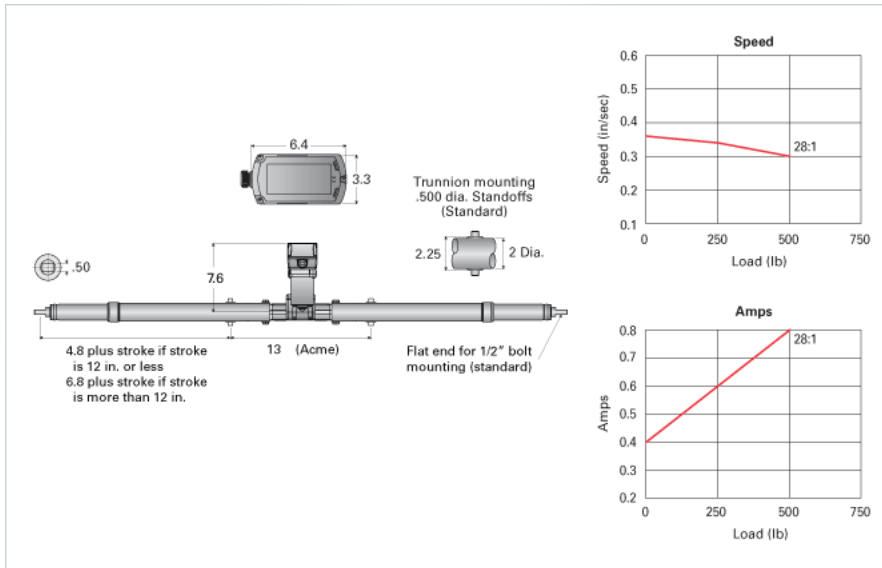 6.4
3.3
Trunnion mounting
.500 dia. Standoffs
(Standard)
2.25
2 Dia.
.50
7.6
4.8 plus stroke if stroke
is 12 in. or less
6.8 plus stroke if stroke
is more than 12 in.
13 (Acme)
Flat end for 1/2" bolt
mounting (standard)
Speed
Speed (in/sec)
0.6
0.5
0.4
0.3
0.2
0.1
28:1
0 250 500 750
Load (lb)
Amps
Amps
0.8
0.7
0.6
0.5
0.4
0.3
0.2
28:1
0 250 500 750
Load (lb)